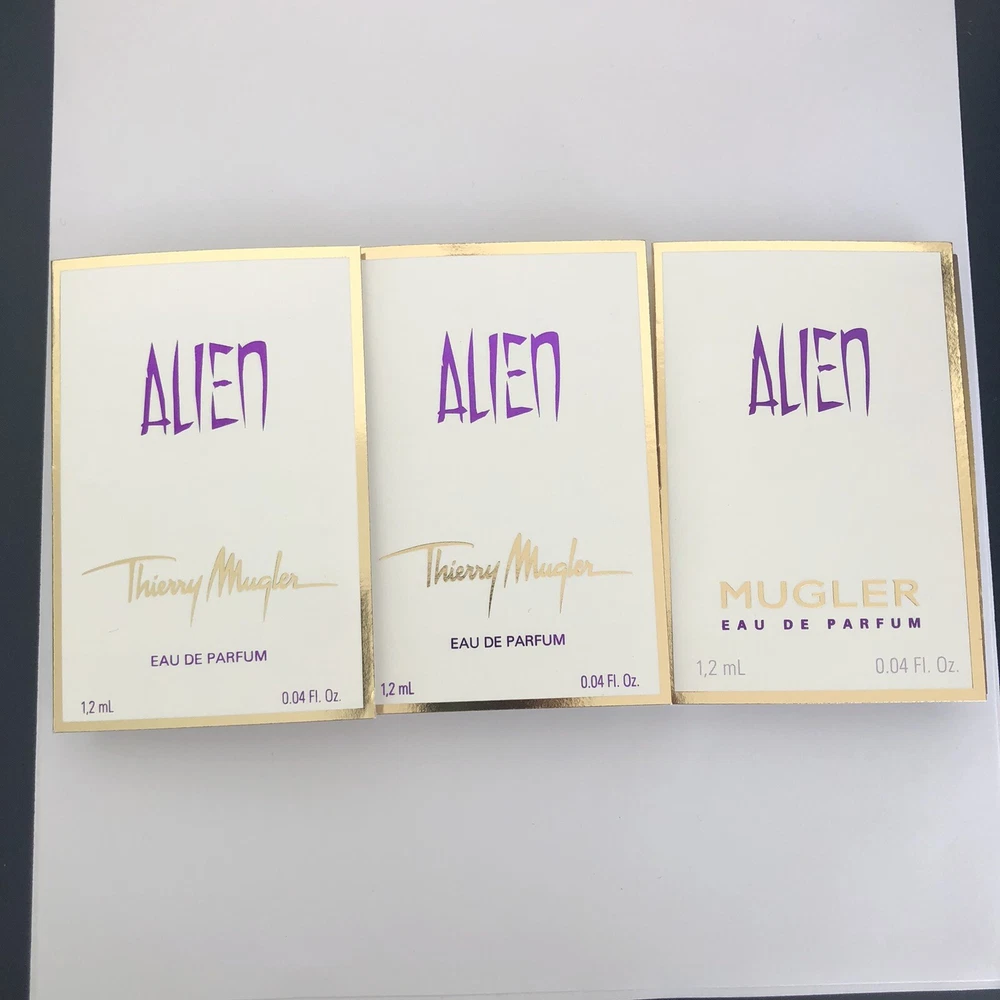 ALIEN
Thierry Mugler
EAU DE PARFUM
1,2 mL 0.04 Fl. Oz.
ALIEN
Thierry Mugler
EAU DE PARFUM
1,2 mL 0.04 Fl. Oz.
ALIEN
MUGLER
EAU DE PARFUM
1,2 mL 0.04 Fl. Oz.